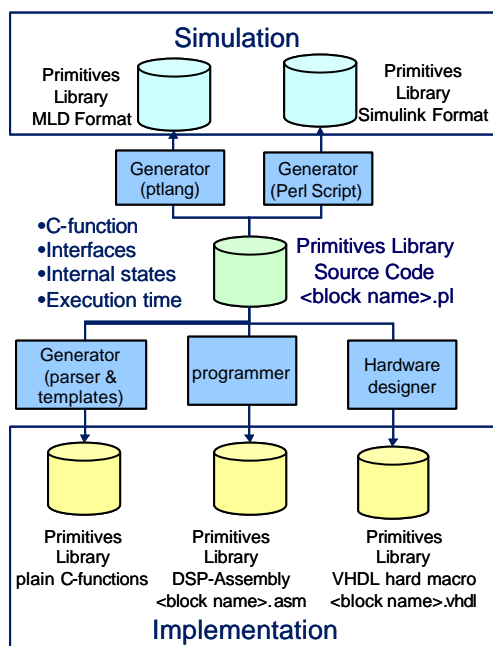 Simulation
Primitives
Library
MLD Format
Primitives
Library
Simulink Format
Generator
(ptlang)
Generator
(Perl Script)
•C-function
•Interfaces
•Internal states
•Execution time
Primitives Library
Source Code
<block name>.pl
Generator
(parser &
templates)
programmer
Hardware
designer
Primitives
Library
plain C-functions
Primitives
Library
DSP-Assembly
<block name>.asm
Primitives
Library
VHDL hard macro
<block name>.vhdl
Implementation